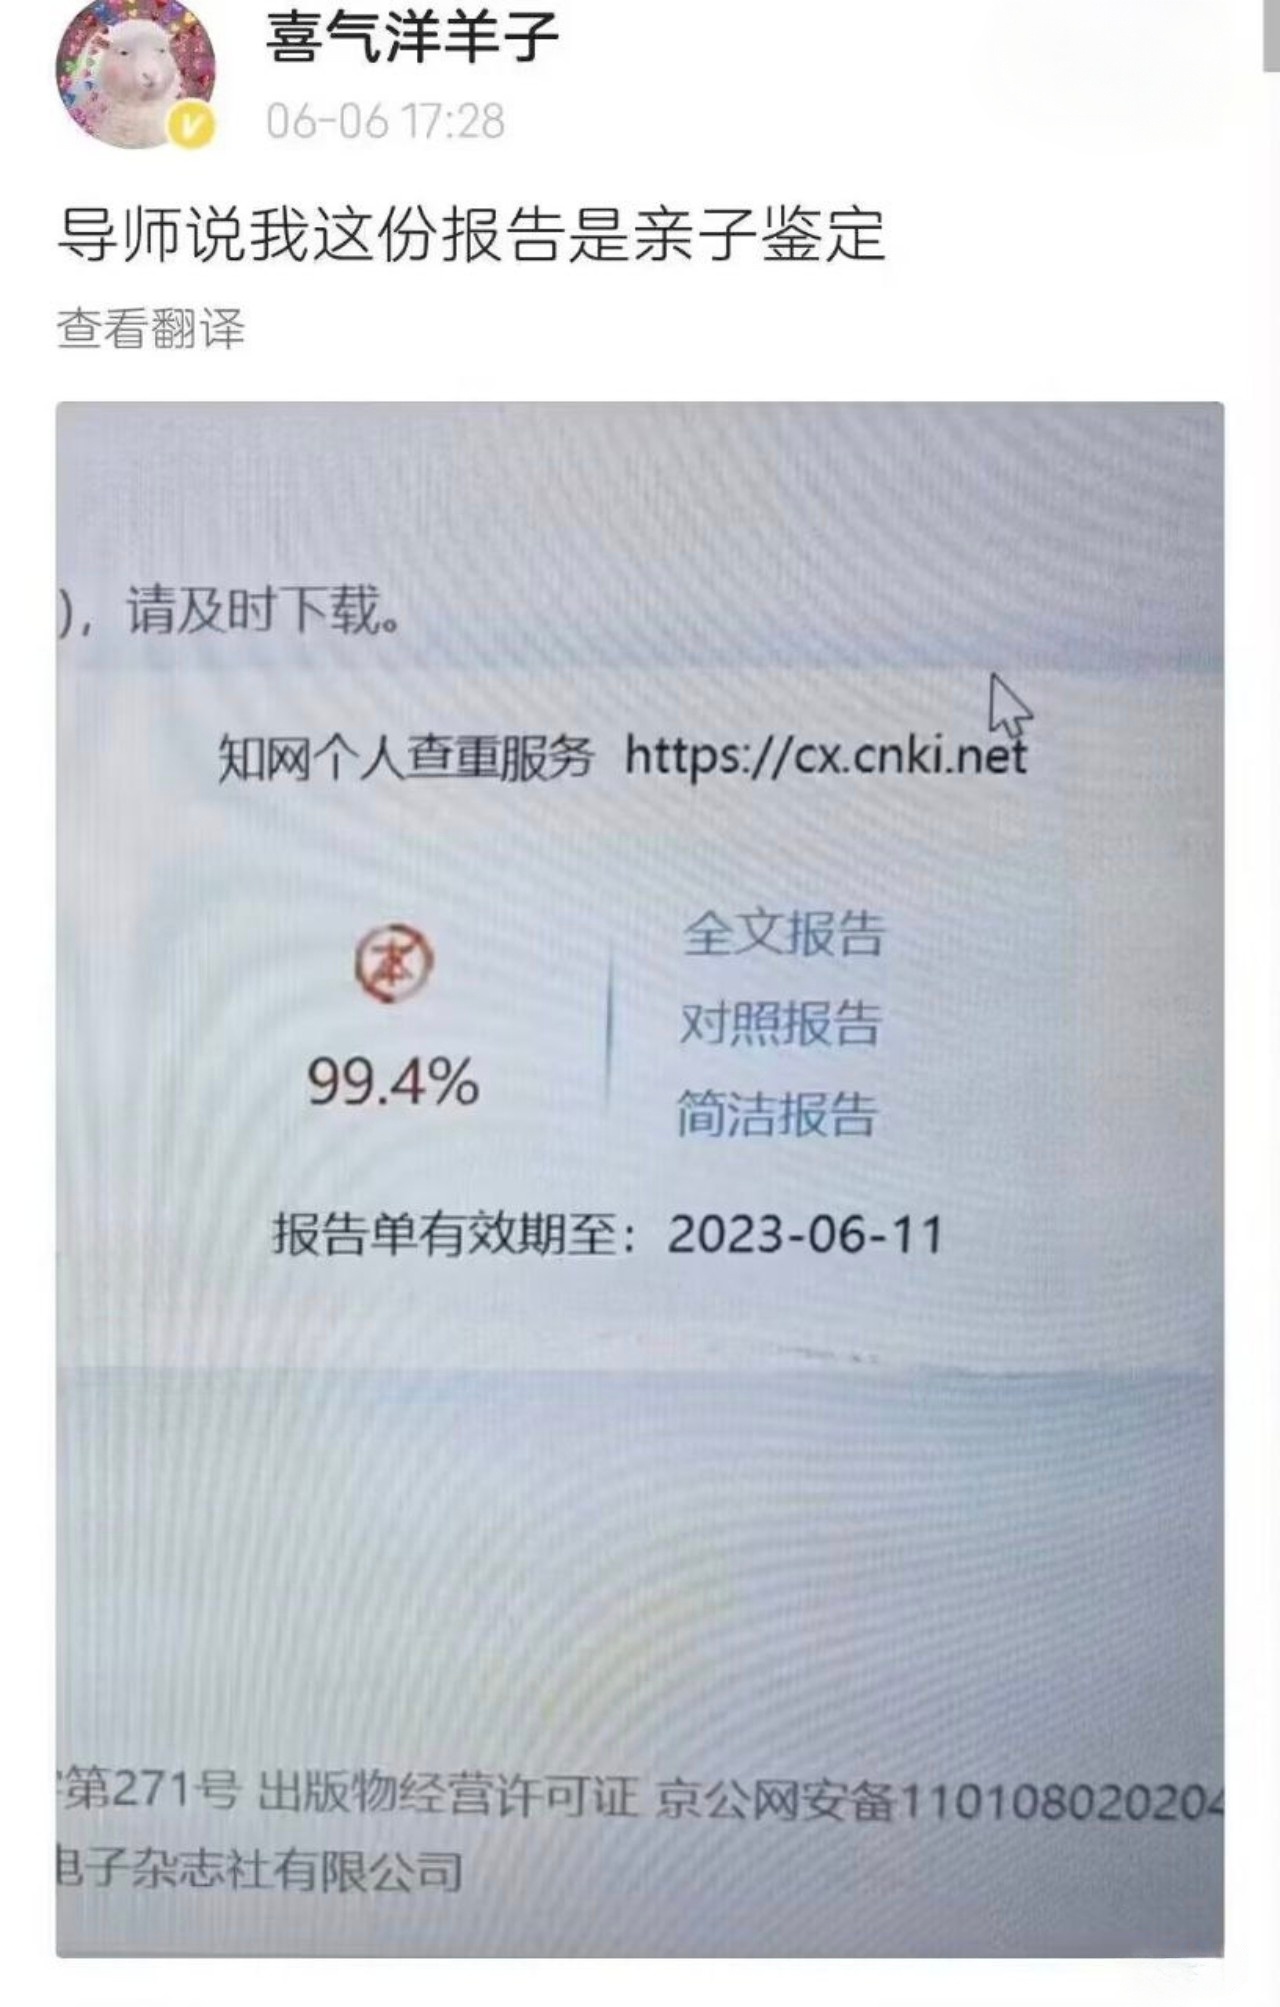 喜气洋羊子
06-06 17:28
导师说我这份报告是亲子鉴定
查看翻译
)，请及时下载。
知网个人查重服务 https://cx.cnki.net
本
99.4%
全文报告
对照报告
简洁报告
报告单有效期至：2023-06-11
第271号 出版物经营许可证 京公网安备11010802020
电子杂志社有限公司